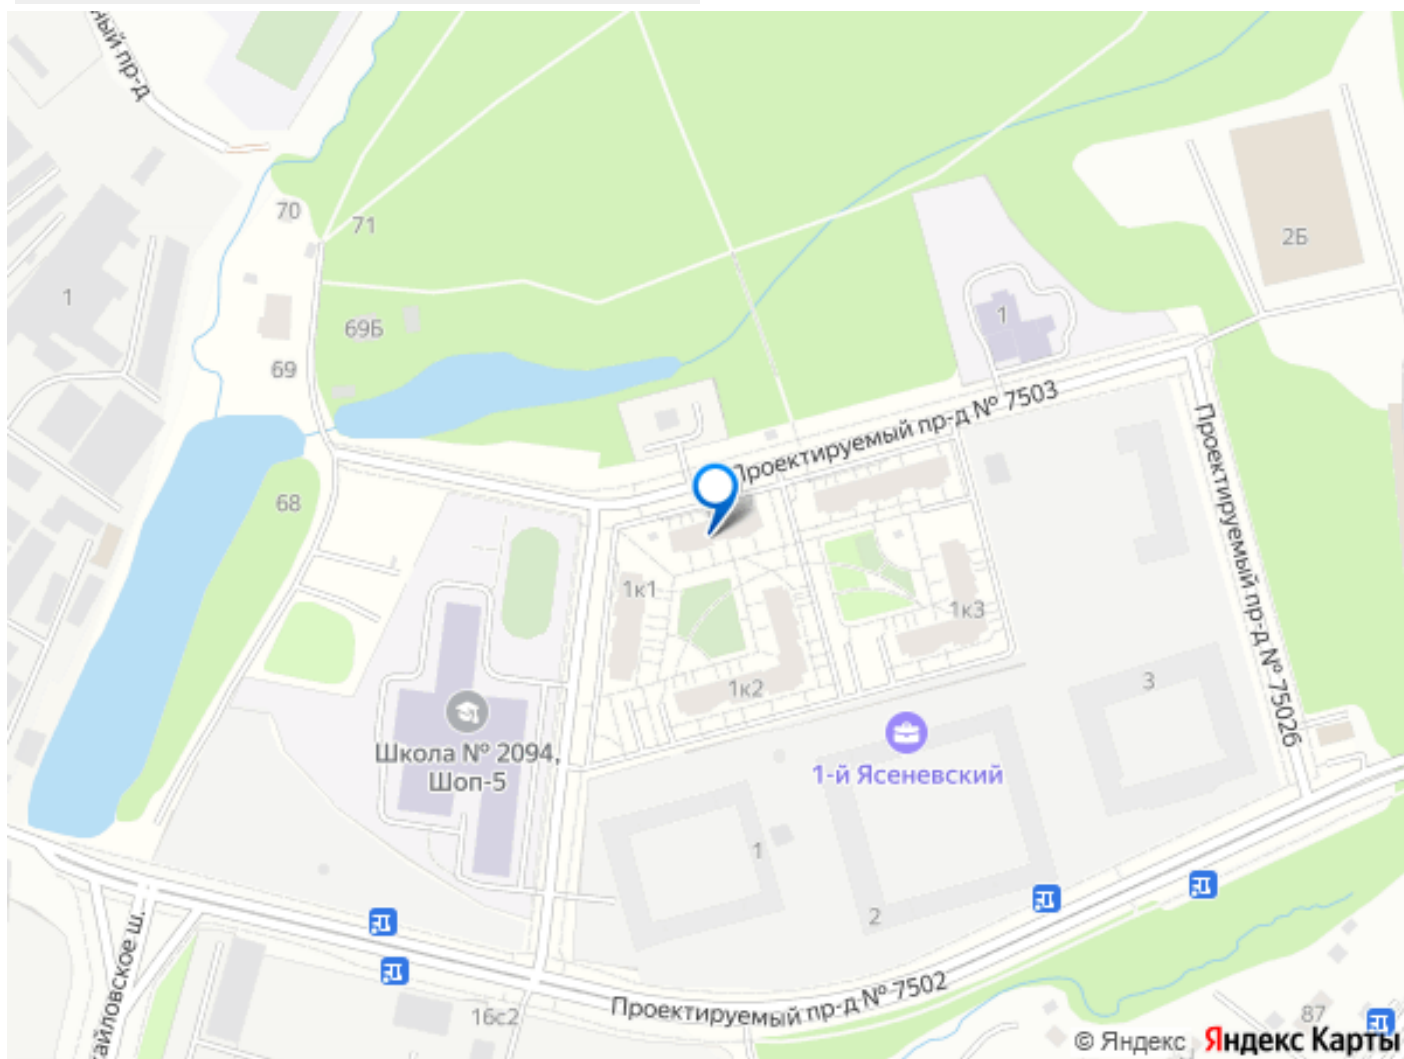 ный пр-д
70
71
2Б
1
1
69Б
69
Проектируемый пр-д № 7503
Проектируемый пр-д № 7502б
68
1к1
1к3
1к2
3
Школа № 2094,
Шоп-5
1-й Ясеневский
1
2
айловское ш.
16с2
Проектируемый пр-д № 7502
87
© Яндекс Яндекс Карты